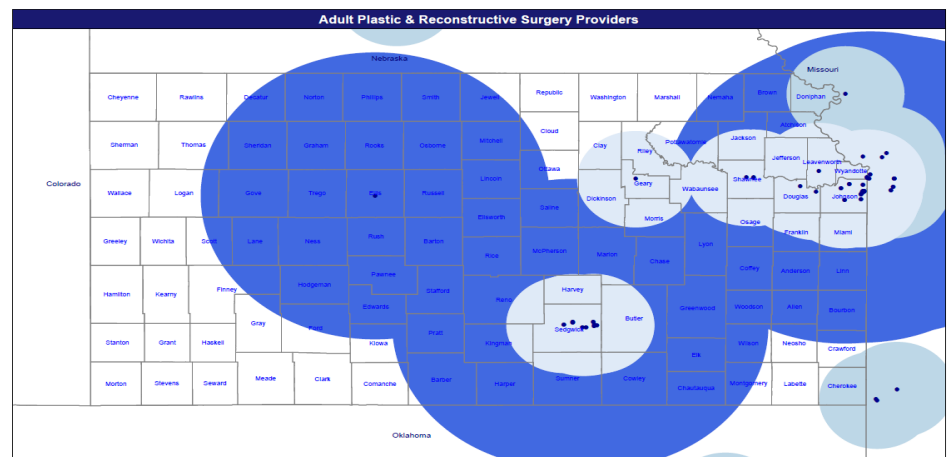 Adult Plastic & Reconstructive Surgery Providers
Nebraska
Missouri
Cheyenne Rawlins Decatur Norton Phillips Smith Jewell Republic Washington Marshall Nemaha Brown Doniphan
Atchison
Sherman Thomas Sheridan Graham Rooks Osborne Mitchell Cloud Clay Riley Pottawatomie Jackson Jefferson Leavenworth
Colorado
Wallace Logan Gove Trego Ellis Russell Lincoln Ottawa Dickinson Geary Wabaunsee Shawnee Douglas Wyandotte Johnson
Saline Morris Osage Franklin Miami
Greeley Wichita Scott Lane Ness Rush Barton Ellsworth Rice McPherson Marion Chase Lyon Coffey Anderson Linn
Hamilton Kearny Finney Hodgeman Pawnee Edwards Stafford Reno Harvey Sedgwick Butler Greenwood Woodson Allen Bourbon
Stanton Grant Haskell Gray Ford Kiowa Pratt Kingman Elk Wilson Neosho Crawford
Morton Stevens Seward Meade Clark Comanche Barber Harper Sumner Cowley Chautauqua Montgomery Labette Cherokee
Oklahoma